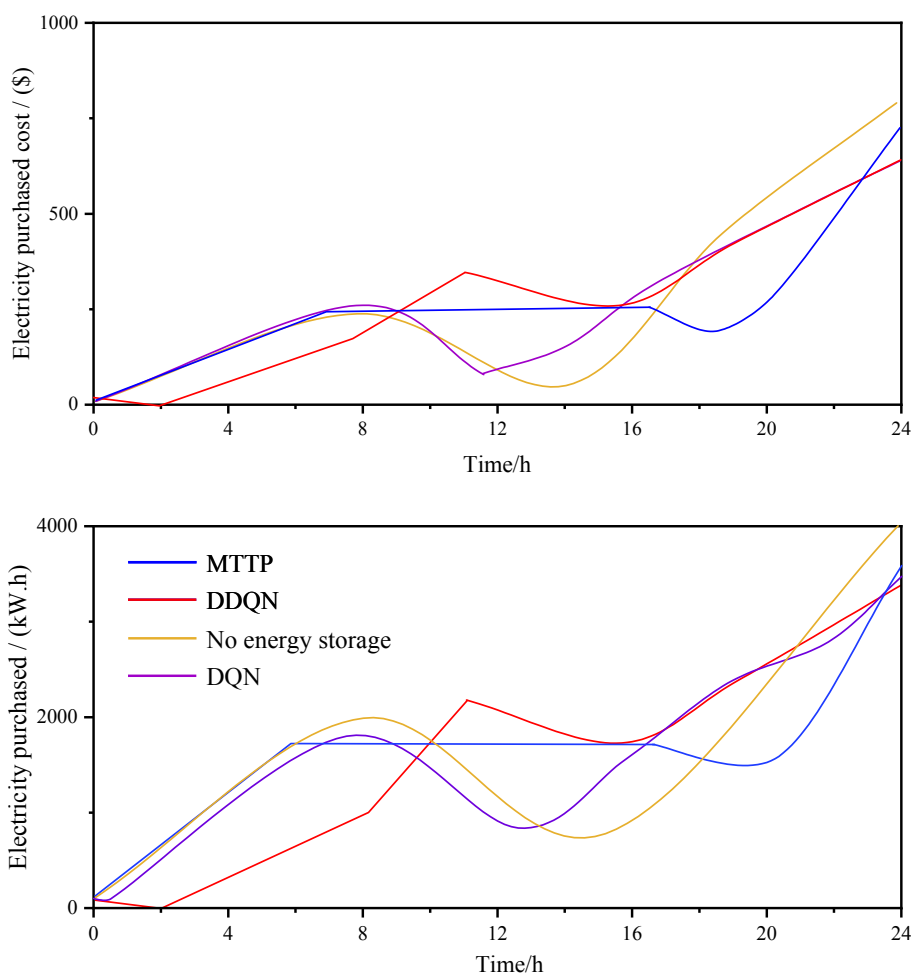 Electricity purchased cost / ($)
1000
500
0
0 4 8 12 16 20 24
Time/h
Electricity purchased / (kW.h)
4000
2000
0
MTTP
DDQN
No energy storage
DQN
0 4 8 12 16 20 24
Time/h